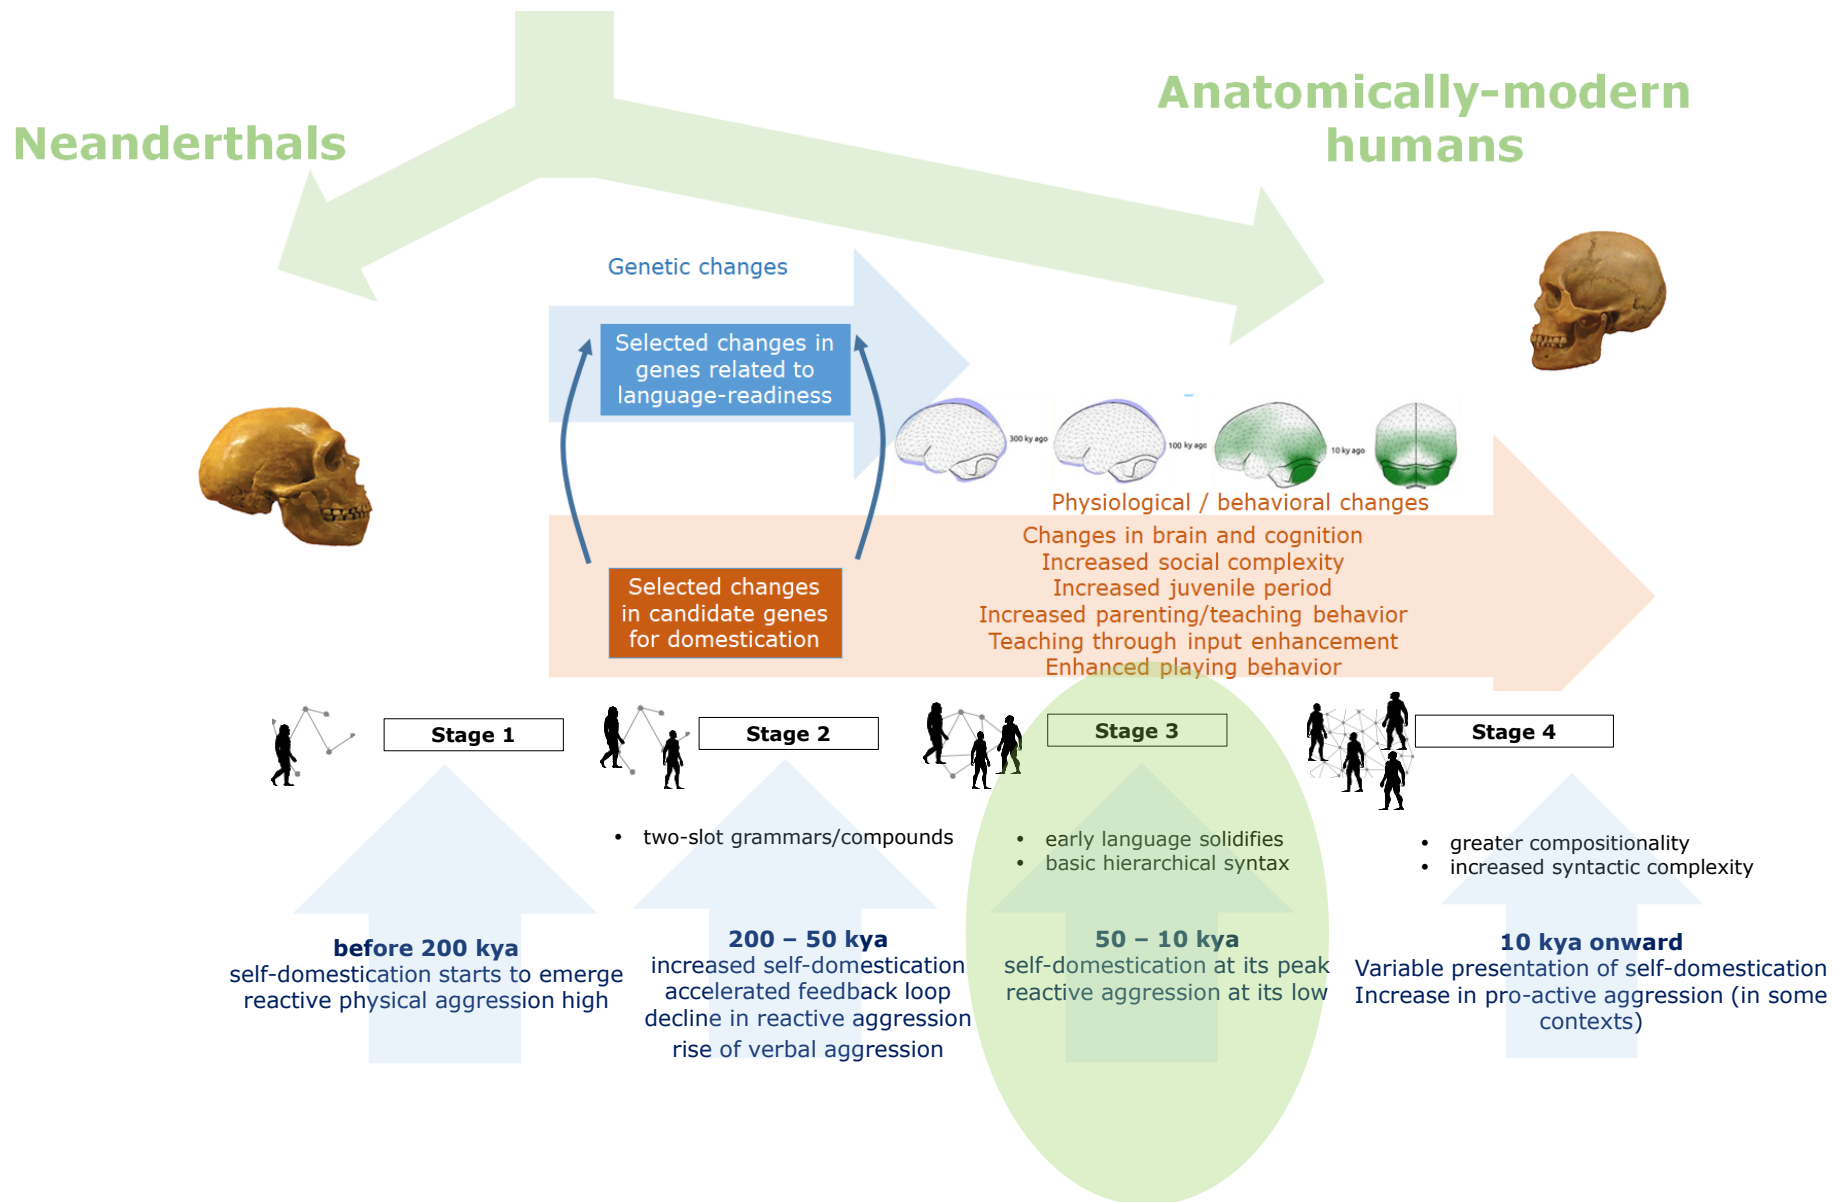 Neanderthals
Anatomically-modern
humans
Genetic changes
Selected changes in
genes related to
language-readiness
300 ky ago
100 ky ago
10 ky ago
Physiological / behavioral changes
Changes in brain and cognition
Increased social complexity
Increased juvenile period
Increased parenting/teaching behavior
Teaching through input enhancement
Enhanced playing behavior
Selected changes
in candidate genes
for domestication
Stage 1
Stage 2
Stage 3
Stage 4
• two-slot grammars/compounds
• early language solidifies
• basic hierarchical syntax
• greater compositionality
• increased syntactic complexity
before 200 kya
self-domestication starts to emerge
reactive physical aggression high
200 – 50 kya
increased self-domestication
accelerated feedback loop
decline in reactive aggression
rise of verbal aggression
50 – 10 kya
self-domestication at its peak
reactive aggression at its low
10 kya onward
Variable presentation of self-domestication
Increase in pro-active aggression (in some
contexts)